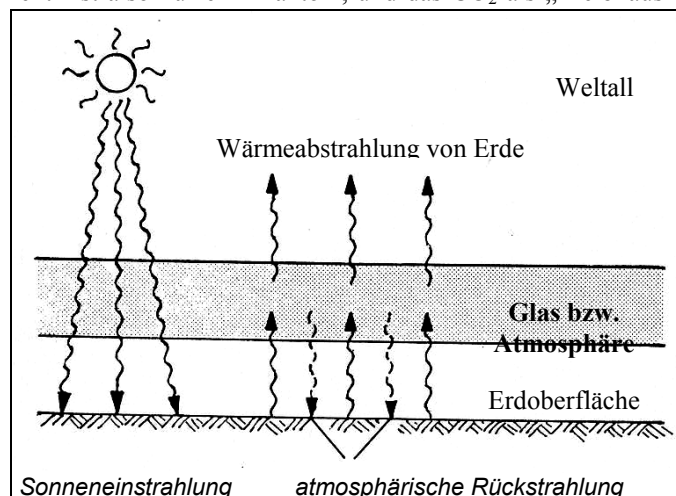 Weltall
Wärmeabstrahlung von Erde
Glas bzw.
Atmosphäre
Erdoberfläche
Sonneneinstrahlung atmosphärische Rückstrahlung